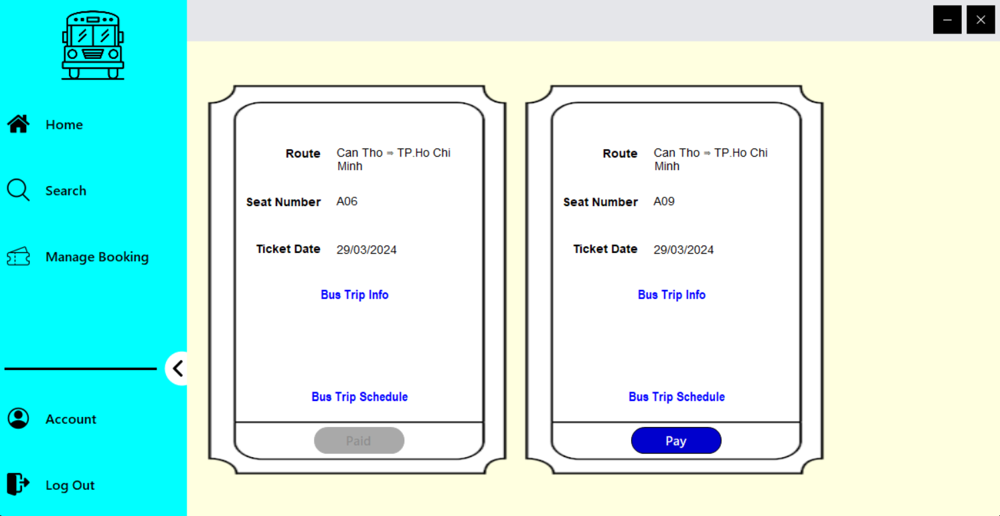 Home
Search
Manage Booking
Account
Log Out
Route Can Tho ⇒ TP.Ho Chi
Minh
Seat Number A06
Ticket Date 29/03/2024
Bus Trip Info
Bus Trip Schedule
Paid
Route Can Tho ⇒ TP.Ho Chi
Minh
Seat Number A09
Ticket Date 29/03/2024
Bus Trip Info
Bus Trip Schedule
Pay